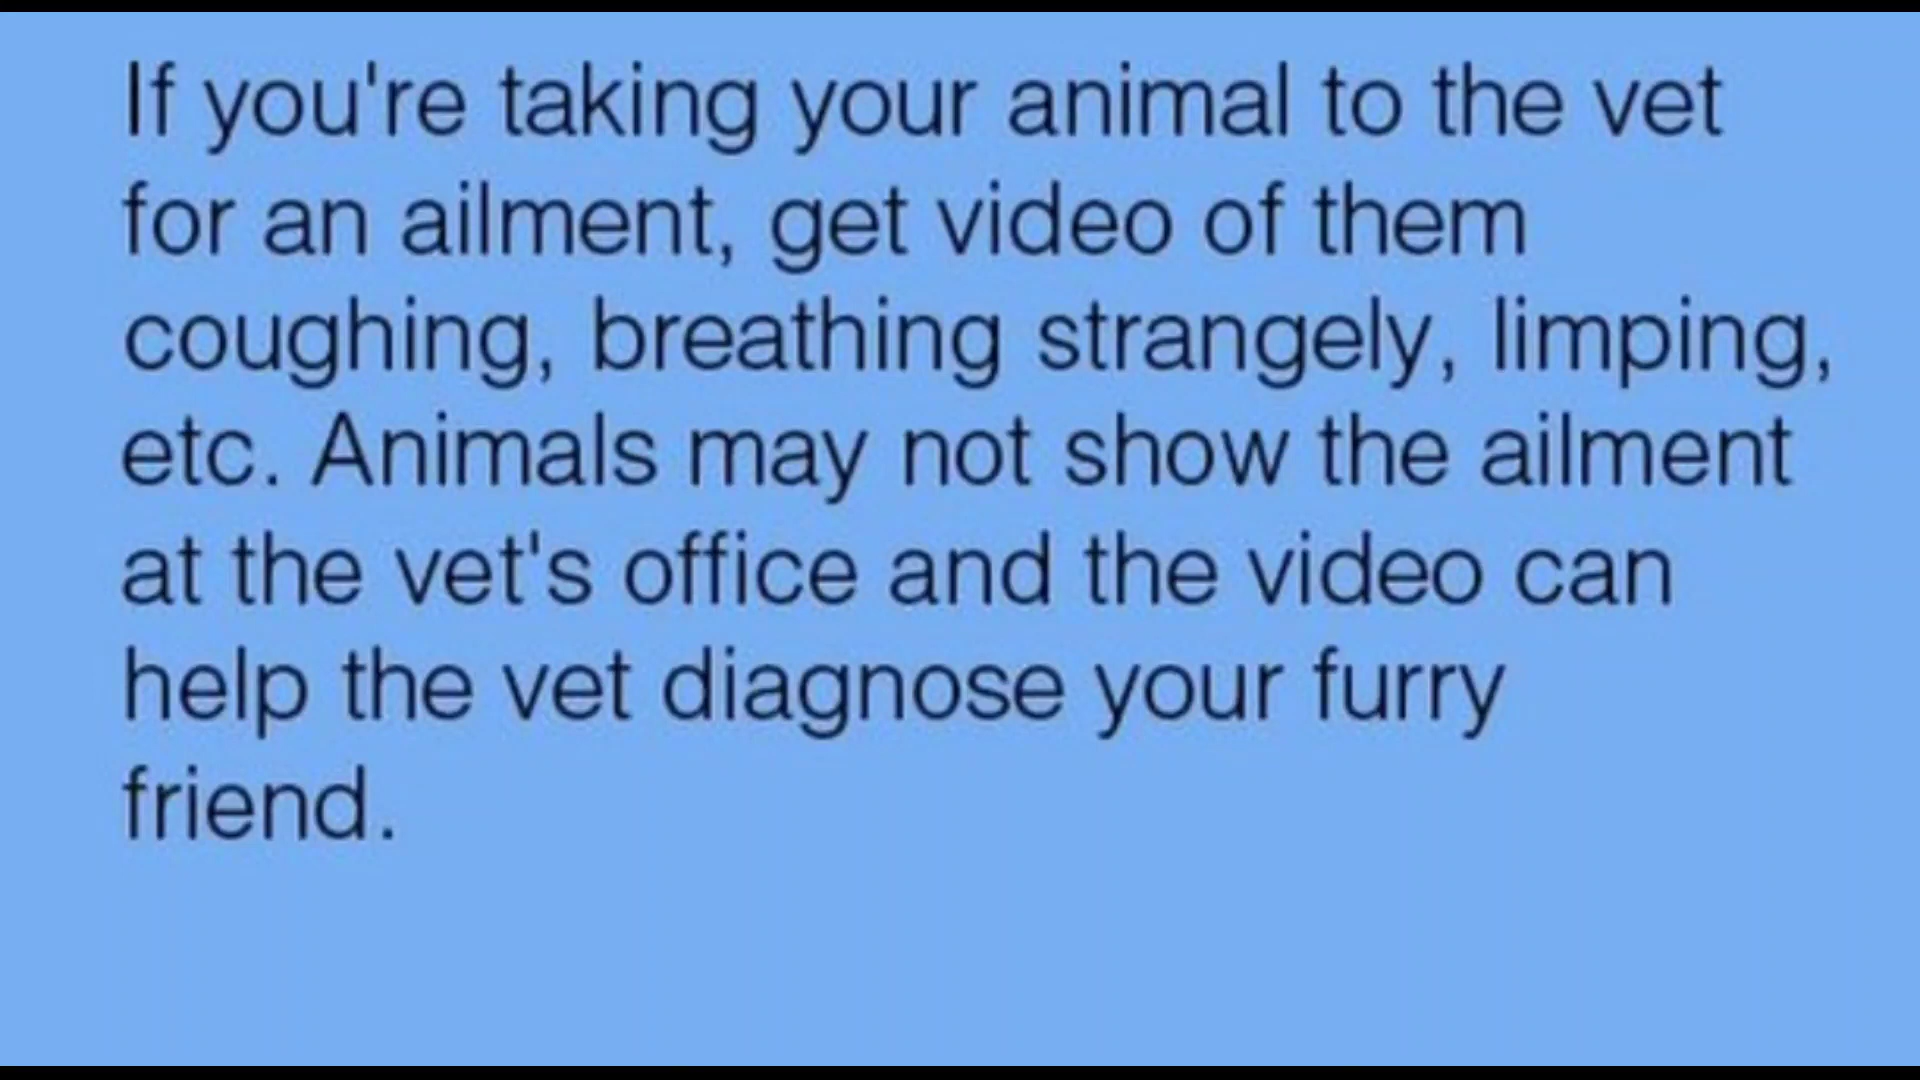 If you're taking your animal to the vet
for an ailment, get video of them
coughing, breathing strangely, limping,
etc. Animals may not show the ailment
at the vet's office and the video can
help the vet diagnose your furry
friend.